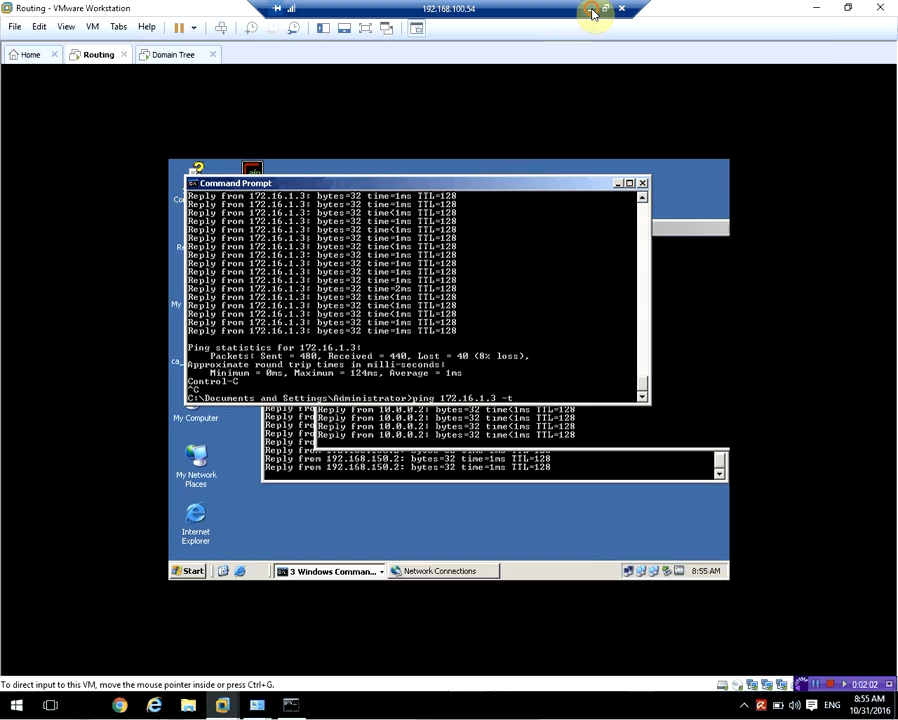 Routing - VMware Workstation
192.168.100.54
File Edit View VM Tabs Help
Home Routing Domain Tree
Command Prompt
Reply from 172.16.1.3: bytes=32 time=1ms TTL=128
Reply from 172.16.1.3: bytes=32 time=1ms TTL=128
Reply from 172.16.1.3: bytes=32 time<1ms TTL=128
Reply from 172.16.1.3: bytes=32 time=1ms TTL=128
Reply from 172.16.1.3: bytes=32 time<1ms TTL=128
Reply from 172.16.1.3: bytes=32 time=1ms TTL=128
Reply from 172.16.1.3: bytes=32 time<1ms TTL=128
Reply from 172.16.1.3: bytes=32 time=1ms TTL=128
Reply from 172.16.1.3: bytes=32 time=1ms TTL=128
Reply from 172.16.1.3: bytes=32 time=1ms TTL=128
Reply from 172.16.1.3: bytes=32 time=1ms TTL=128
Reply from 172.16.1.3: bytes=32 time=2ms TTL=128
Reply from 172.16.1.3: bytes=32 time<1ms TTL=128
Reply from 172.16.1.3: bytes=32 time<1ms TTL=128
Reply from 172.16.1.3: bytes=32 time<1ms TTL=128
Reply from 172.16.1.3: bytes=32 time=1ms TTL=128
Ping statistics for 172.16.1.3:
Packets: Sent = 480, Received = 440, Lost = 40 (8% loss),
Approximate round trip times in milli-seconds:
Minimum = 0ms, Maximum = 124ms, Average = 1ms
Control-C
^C
C:\Documents and Settings\Administrator>ping 172.16.1.3 -t
Reply from 10.0.0.2: bytes=32 time<1ms TTL=128
Reply from 10.0.0.2: bytes=32 time<1ms TTL=128
Reply from 10.0.0.2: bytes=32 time<1ms TTL=128
Reply from 10.0.0.2: bytes=32 time<1ms TTL=128
Reply from 192.168.150.2: bytes=32 time<1ms TTL=128
Reply from 192.168.150.2: bytes=32 time<1ms TTL=128
My Computer
My Network
Places
Internet
Explorer
Start 3 Windows Comman... Network Connections 8:55 AM
To direct input to this VM, move the mouse pointer inside or press Ctrl+G.
0:02:02
ENG 8:55 AM
10/31/2016